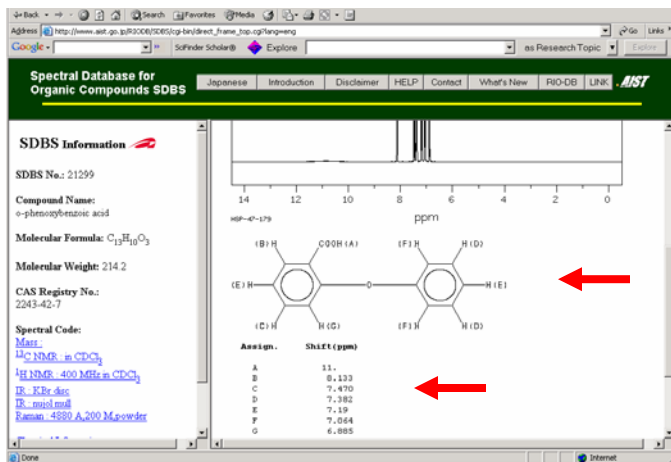 Back Search Favorites Media
Address http://www.aist.go.jp/RIODB/SDBS/cgi-bin/direct_frame_top.cgi?lang=eng Go Links
Google SciFinder Scholar® Explore as Research Topic Explore
Spectral Database for
Organic Compounds SDBS
Japanese Introduction Disclaimer HELP Contact What's New RIO-DB LINK AIST
SDBS Information
SDBS No.: 21299
Compound Name:
o-phenoxybenzoic acid
Molecular Formula: C13H10O3
Molecular Weight: 214.2
CAS Registry No.:
2243-42-7
Spectral Code:
Mass :
13C NMR : in CDCl3
1H NMR : 400 MHz in CDCl3
IR : KBr disc
IR : nujol mull
Raman : 4880 A,200 M,powder
14 12 10 8 6 4 2 0
HSP-47-179 ppm
(B)H COOH(A) (F)H H(D)
(E)H O H(E)
(C)H H(G) (F)H H(D)
Assign. Shift(ppm)
A 11.
B 8.133
C 7.470
D 7.382
E 7.19
F 7.064
G 6.885
Done Internet